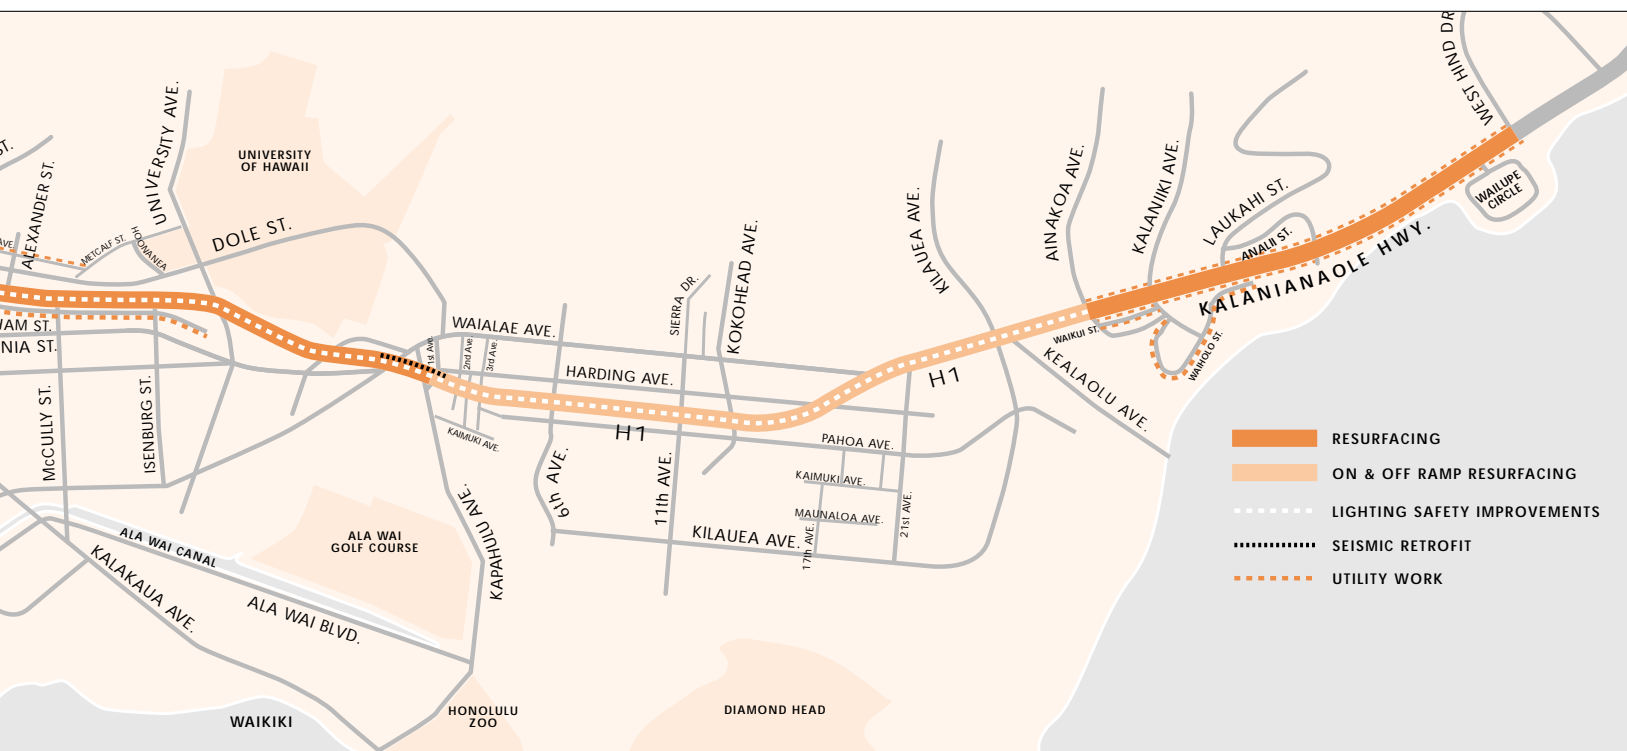 WEST HIND DR
UNIVERSITY AVE.
ST.
ALEXANDER ST.
UNIVERSITY
OF HAWAII
AINAKOA AVE.
KALANIIKI AVE.
LAUKAHI ST.
WAILUPE
CIRCLE
KILAUEA AVE.
DOLE ST.
METCALF ST.
HOONANEA
AVE
ANALII ST.
KALANIANAOLE HWY.
KOKOHEAD AVE.
SIERRA DR.
WAIALAE AVE.
IAM ST.
NIA ST.
1st Ave.
2nd Ave.
3rd Ave.
WAIKUI ST.
WAIHOLO ST.
KEALAOLU AVE.
HARDING AVE.
H1
H1
McCULLY ST.
ISENBURG ST.
KAIMUKI AVE.
PAHOA AVE.
RESURFACING
ON & OFF RAMP RESURFACING
LIGHTING SAFETY IMPROVEMENTS
SEISMIC RETROFIT
UTILITY WORK
KAIMUKI AVE.
MAUNALOA AVE.
21st AVE.
17th AVE.
6th AVE.
11th AVE.
KILAUEA AVE.
KAPAHULU AVE.
ALA WAI
GOLF COURSE
ALA WAI CANAL
KALAKAUA AVE.
ALA WAI BLVD.
WAIKIKI
HONOLULU
ZOO
DIAMOND HEAD